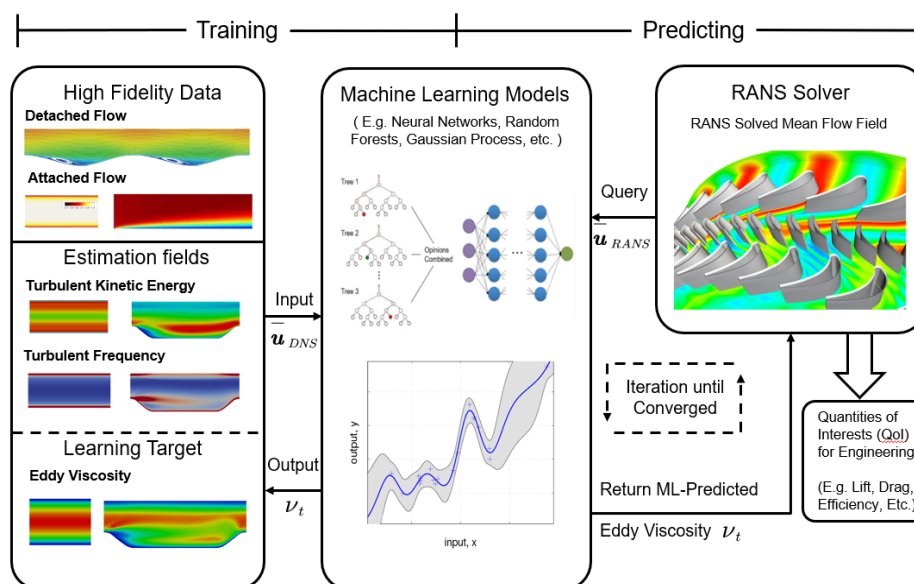 Training
Predicting
High Fidelity Data
Detached Flow
Attached Flow
Estimation fields
Turbulent Kinetic Energy
Turbulent Frequency
Learning Target
Eddy Viscosity
Input
u̅ DNS
Output
νt
Machine Learning Models
( E.g. Neural Networks, Random
Forests, Gaussian Process, etc. )
Tree 1
Tree 2
Tree 3
Opinions
Combined
output, y
input, x
Query
u̅ RANS
RANS Solver
RANS Solved Mean Flow Field
Iteration until
Converged
Return ML-Predicted
Eddy Viscosity νt
Quantities of
Interests (QoI)
for Engineering
(E.g. Lift, Drag,
Efficiency, Etc.)